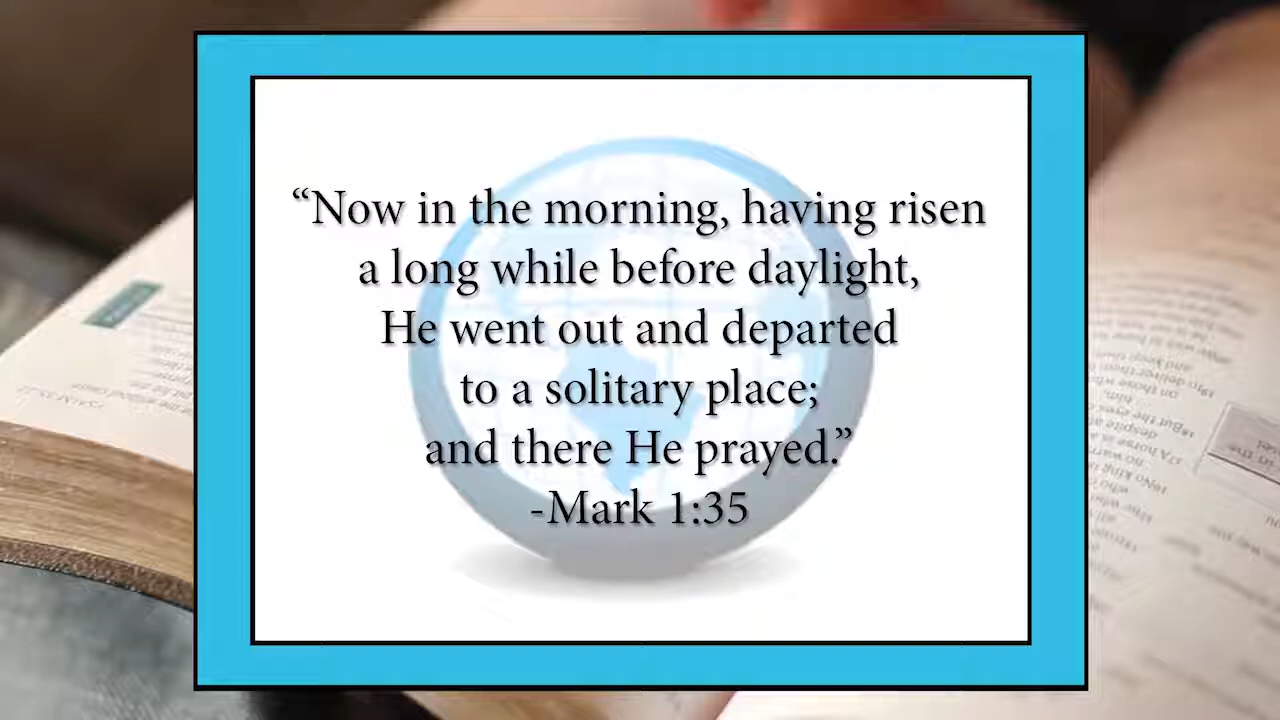 “Now in the morning, having risen
a long while before daylight,
He went out and departed
to a solitary place;
and there He prayed.”
-Mark 1:35